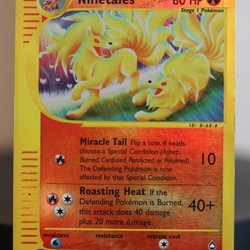 Ninetales 80 HP
Stage 1 Pokémon
Miracle Tail Flip a coin. If heads,
choose a Special Condition (Asleep,
Burned, Confused, Paralyzed, or Poisoned).
The Defending Pokémon is now
affected by that Special Condition.
10
Roasting Heat If the
Defending Pokémon is Burned,
this attack does 40 damage
plus 20 more damage.
40+
weakness resistance retreat cost